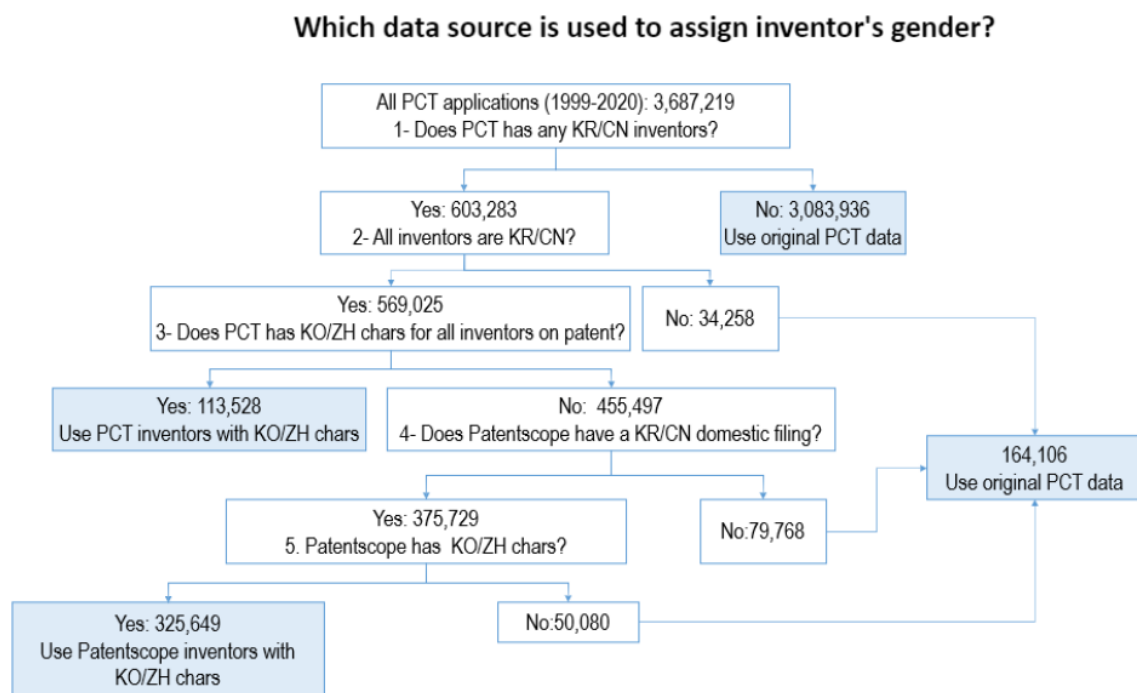 Which data source is used to assign inventor's gender?
All PCT applications (1999-2020): 3,687,219
1- Does PCT has any KR/CN inventors?
Yes: 603,283
2- All inventors are KR/CN?
No: 3,083,936
Use original PCT data
Yes: 569,025
3- Does PCT has KO/ZH chars for all inventors on patent?
No: 34,258
Yes: 113,528
Use PCT inventors with KO/ZH chars
No: 455,497
4- Does Patentscope have a KR/CN domestic filing?
164,106
Use original PCT data
Yes: 375,729
5. Patentscope has KO/ZH chars?
No:79,768
Yes: 325,649
Use Patentscope inventors with
KO/ZH chars
No:50,080